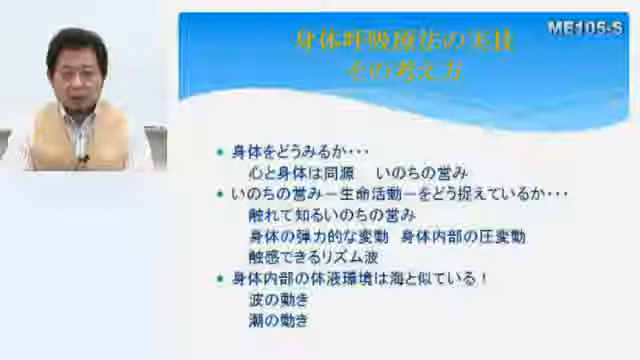 ME105-S
身体呼吸療法の実技
その考え方
• 身体をどうみるか・・・
心と身体は同源　いのちの営み
• いのちの営み－生命活動－をどう捉えているか・・・
触れて知るいのちの営み
身体の弾力的な変動　身体内部の圧変動
触感できるリズム波
• 身体内部の体液環境は海と似ている！
波の動き
潮の動き